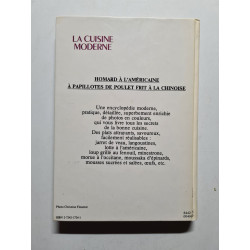 LA CUISINE
MODERNE
HOMARD À L'AMÉRICAINE
À PAPILLOTES DE POULET FRIT À LA CHINOISE
Une encyclopédie moderne,
pratique, détaillée, superbement enrichie
de photos en couleurs,
qui vous livre tous les secrets
de la bonne cuisine.
Des plats attrayants, savoureux,
facilement réalisables :
jarret de veau, langoustines,
lotte à l'américaine,
loup grillé au fenouil, minestrone,
morue à l'occitane, moussaka d'épinards,
mousses sucrées et salées, œufs, etc.